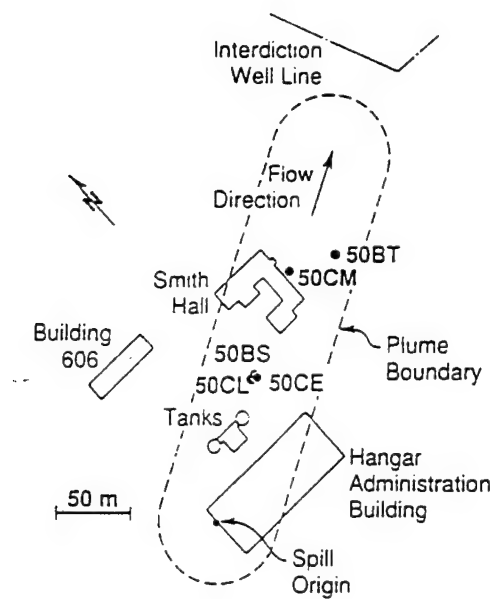 Interdiction
Well Line
Flow
Direction
N
50BT
50CM
Smith
Hall
Building
606
50BS
50CL
50CE
Plume
Boundary
Tanks
Hangar
Administration
Building
50 m
Spill
Origin